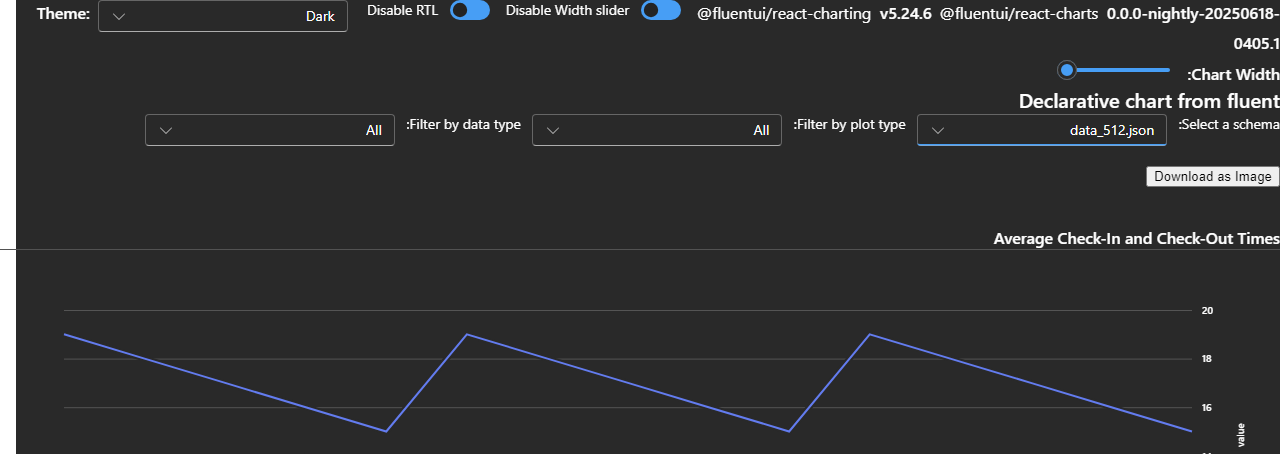 Theme: Dark Disable RTL Disable Width slider @fluentui/react-charting v5.24.6 @fluentui/react-charts 0.0.0-nightly-20250618-
0405.1
:Chart Width
Declarative chart from fluent
:Select a schema data_512.json :Filter by plot type All :Filter by data type All
Download as Image
Average Check-In and Check-Out Times
20
18
16
value